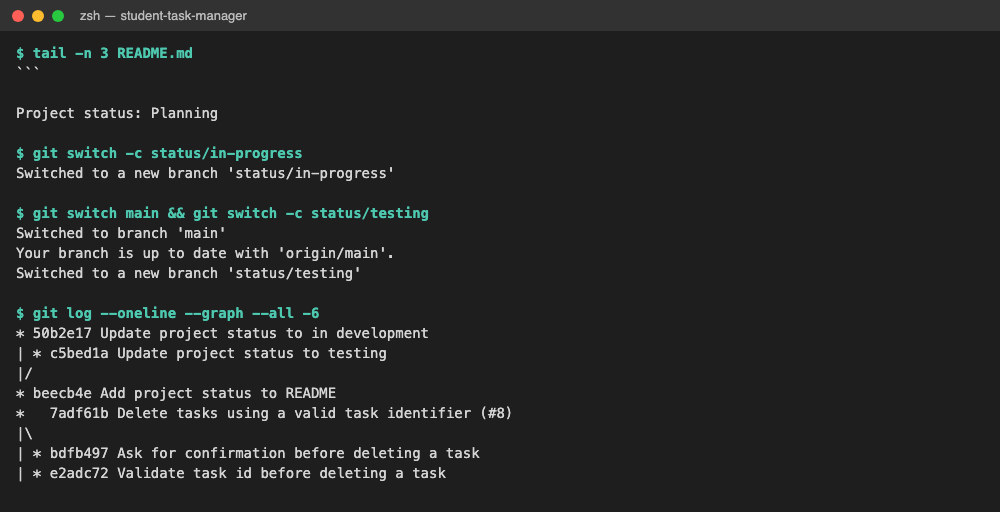 zsh — student-task-manager
$ tail -n 3 README.md
```
Project status: Planning
$ git switch -c status/in-progress
Switched to a new branch 'status/in-progress'
$ git switch main && git switch -c status/testing
Switched to branch 'main'
Your branch is up to date with 'origin/main'.
Switched to a new branch 'status/testing'
$ git log --oneline --graph --all -6
* 50b2e17 Update project status to in development
| * c5bed1a Update project status to testing
|/
* beecb4e Add project status to README
*   7adf61b Delete tasks using a valid task identifier (#8)
|\
| * bdfb497 Ask for confirmation before deleting a task
| * e2adc72 Validate task id before deleting a task